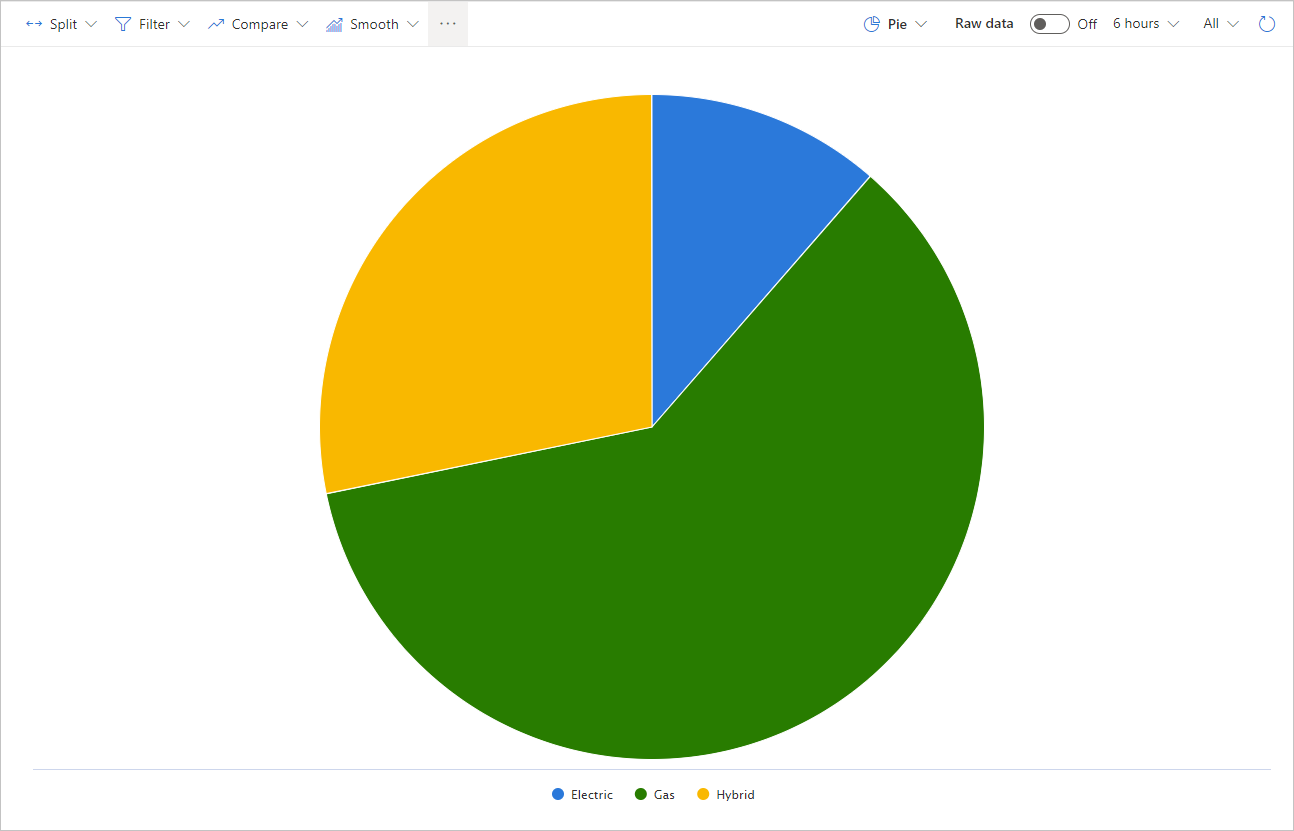 Split Filter Compare Smooth ... Pie Raw data Off 6 hours All
Electric Gas Hybrid